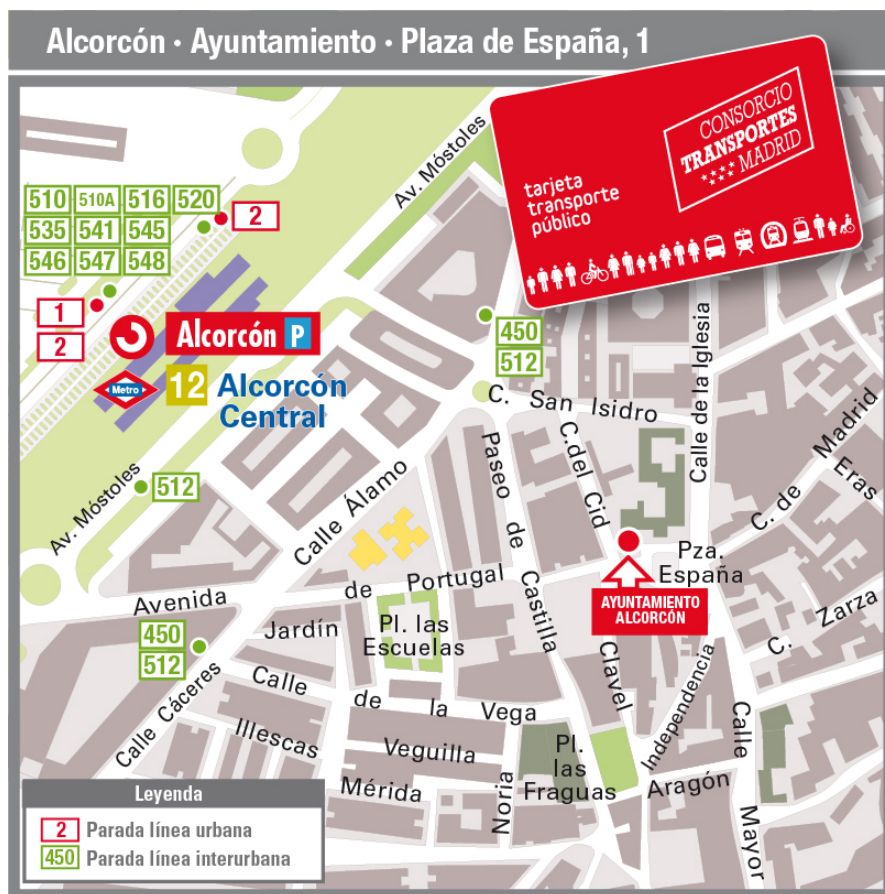 Alcorcón · Ayuntamiento · Plaza de España, 1
CONSORCIO
TRANSPORTES
MADRID
tarjeta
transporte
público
Av. Móstoles
510 510A 516 520
535 541 545
546 547 548
2
1
2
Alcorcón P
Metro 12 Alcorcón
Central
450
512
C. San Isidro
Calle de la Iglesia
C. de Madrid
Eras
C. del Cid
Paseo de Castilla
512
Av. Móstoles
Calle Álamo
Pza.
España
AYUNTAMIENTO
ALCORCÓN
Avenida de Portugal
Jardín
Pl. las
Escuelas
450
512
Calle Cáceres
Calle de la Vega
Illescas
Veguilla
Mérida
Noria
Pl.
las
Fraguas
Clavel
Independencia
Aragón
Calle Mayor
C. Zarza
Leyenda
2 Parada línea urbana
450 Parada línea interurbana